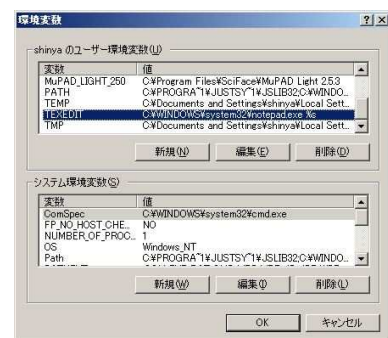 環境変数
shinya のユーザー環境変数(U)
変数 値
MuPAD_LIGHT_250 C:¥Program Files¥SciFace¥MuPAD Light 2.5.3
PATH C:¥PROGRA~1¥JUSTSY~1¥JSLIB32;C:¥WINDO...
TEMP C:¥Documents and Settings¥shinya¥Local Sett...
TEXEDIT C:¥WINDOWS¥system32¥notepad.exe %s
TMP C:¥Documents and Settings¥shinya¥Local Sett...
新規(N) 編集(E) 削除(D)
システム環境変数(S)
変数 値
ComSpec C:¥WINDOWS¥system32¥cmd.exe
FP_NO_HOST_CHE... NO
NUMBER_OF_PROC... 1
OS Windows_NT
Path C:¥PROGRA~1¥JUSTSY~1¥JSLIB32;C:¥WINDO...
新規(W) 編集(I) 削除(L)
OK キャンセル